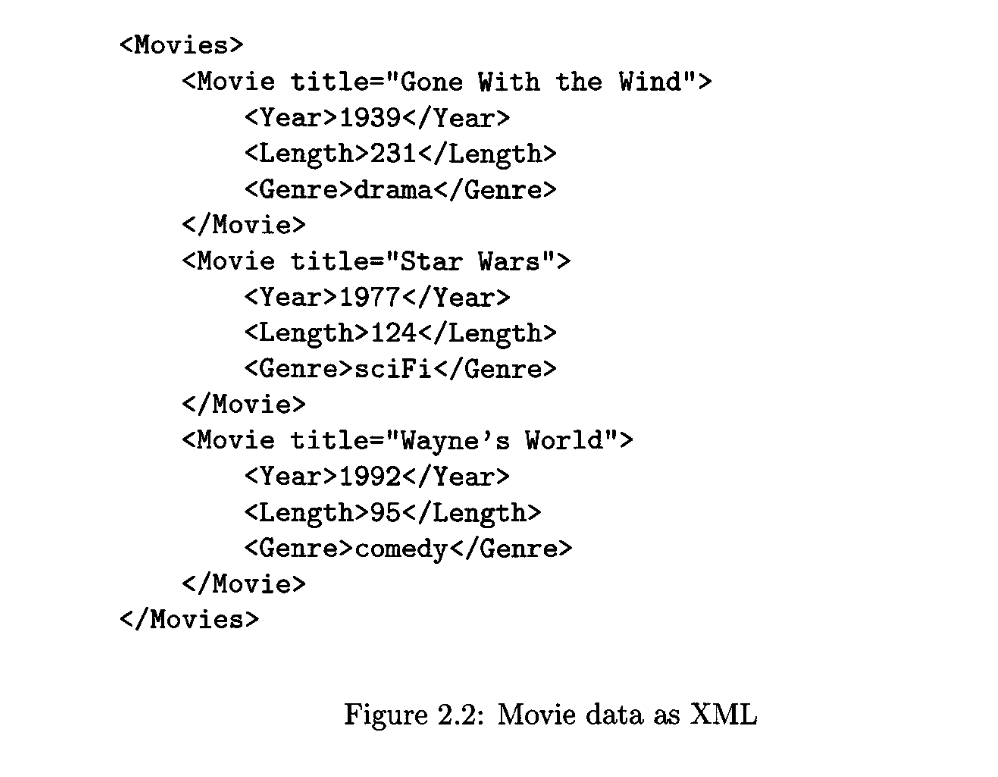 <Movies>
<Movie title="Gone With the Wind">
<Year>1939</Year>
<Length>231</Length>
<Genre>drama</Genre>
</Movie>
<Movie title="Star Wars">
<Year>1977</Year>
<Length>124</Length>
<Genre>sciFi</Genre>
</Movie>
<Movie title="Wayne's World">
<Year>1992</Year>
<Length>95</Length>
<Genre>comedy</Genre>
</Movie>
</Movies>
Figure 2.2: Movie data as XML